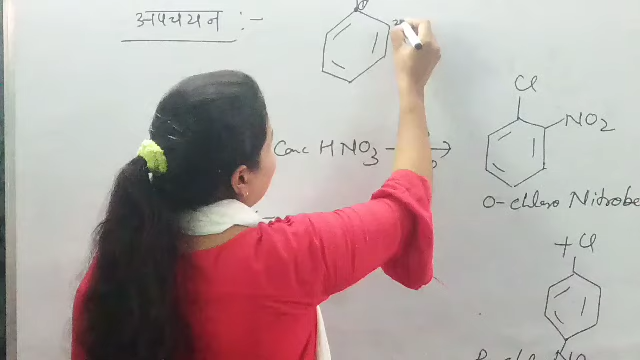 अपचयन :-
Cl
NO2
Conc HNO3
O-chloro Nitrobe
+ Cl